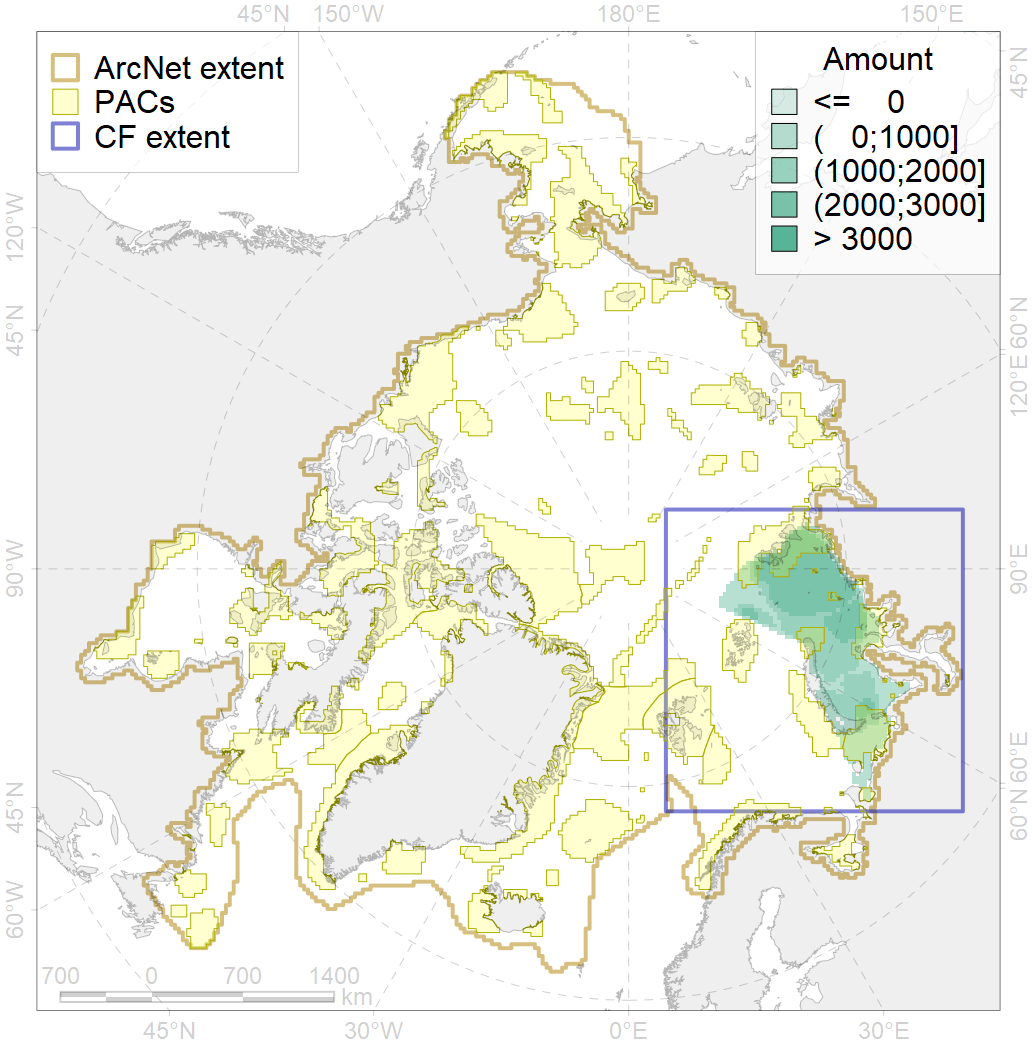 45°N 150°W 180°E 150°E
ArcNet extent
PACs
CF extent
Amount
<= 0
( 0;1000]
(1000;2000]
(2000;3000]
> 3000
45°N
120°W
45°N
60°N
120°E
90°W
90°E
45°N
60°N
60°W
60°E
700 0 700 1400
km
45°N 30°W 0°E 30°E